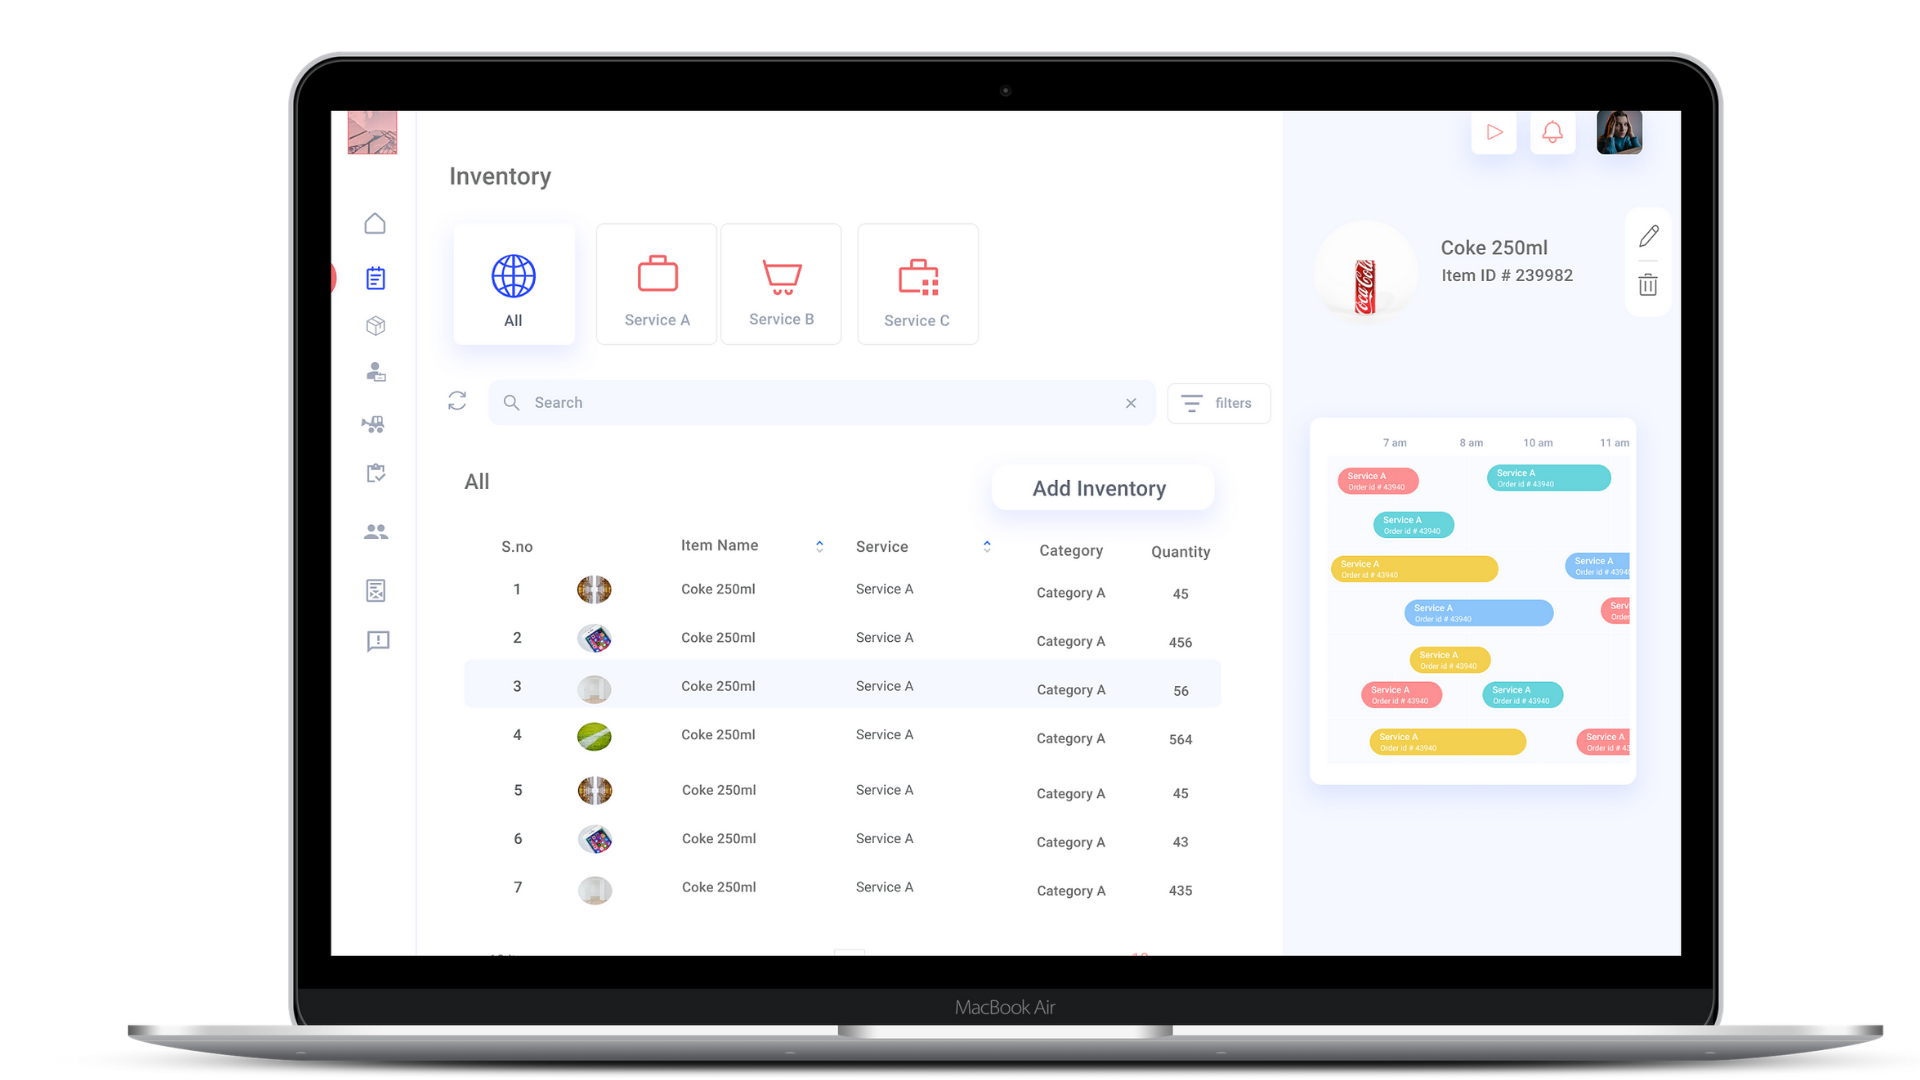 Inventory
All
Service A
Service B
Service C
Search
filters
All
Add Inventory
S.no Item Name Service Category Quantity
1 Coke 250ml Service A Category A 45
2 Coke 250ml Service A Category A 456
3 Coke 250ml Service A Category A 56
4 Coke 250ml Service A Category A 564
5 Coke 250ml Service A Category A 45
6 Coke 250ml Service A Category A 43
7 Coke 250ml Service A Category A 435
Coke 250ml
Item ID # 239982
Coca-Cola
7 am 8 am 10 am 11 am
Service A
Order id # 43940
Service A
Order id # 43940
Service A
Order id # 43940
Service A
Order id # 43940
Service A
Order id # 4394
Service A
Order id # 43940
Serv
Order
Service A
Order id # 43940
Service A
Order id # 43940
Service A
Order id # 43940
Service A
Order id # 43940
Service A
Order id # 43
MacBook Air